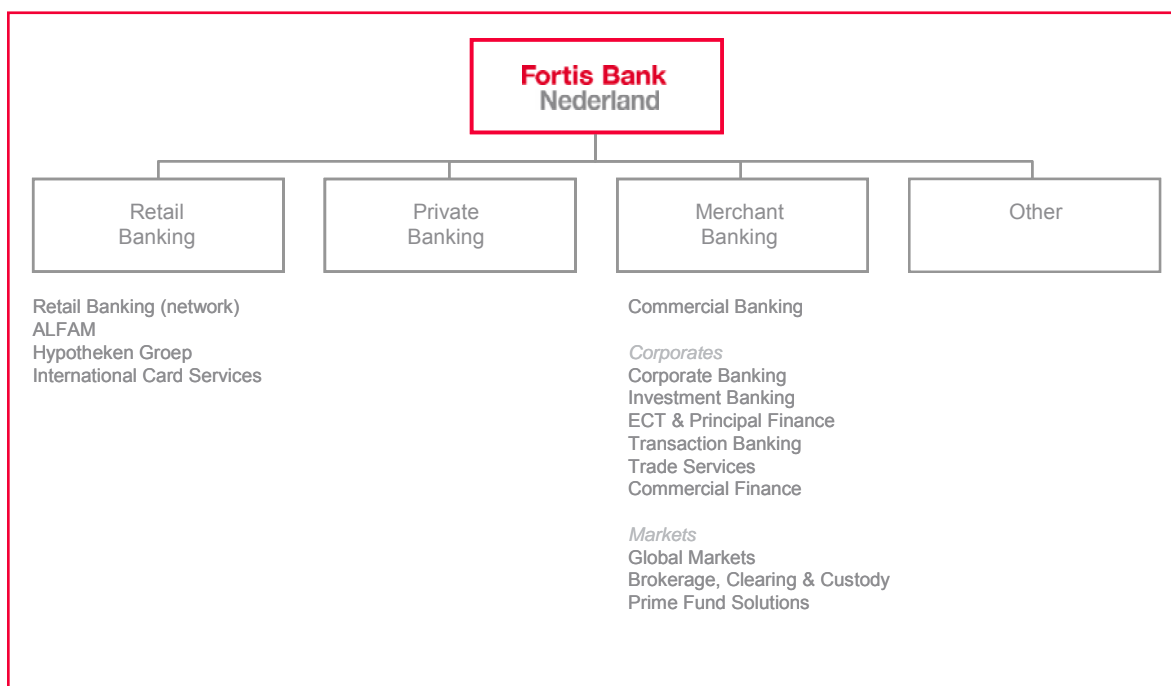 Fortis Bank
Nederland
Retail
Banking
Private
Banking
Merchant
Banking
Other
Retail Banking (network)
ALFAM
Hypotheken Groep
International Card Services
Commercial Banking
Corporates
Corporate Banking
Investment Banking
ECT & Principal Finance
Transaction Banking
Trade Services
Commercial Finance
Markets
Global Markets
Brokerage, Clearing & Custody
Prime Fund Solutions